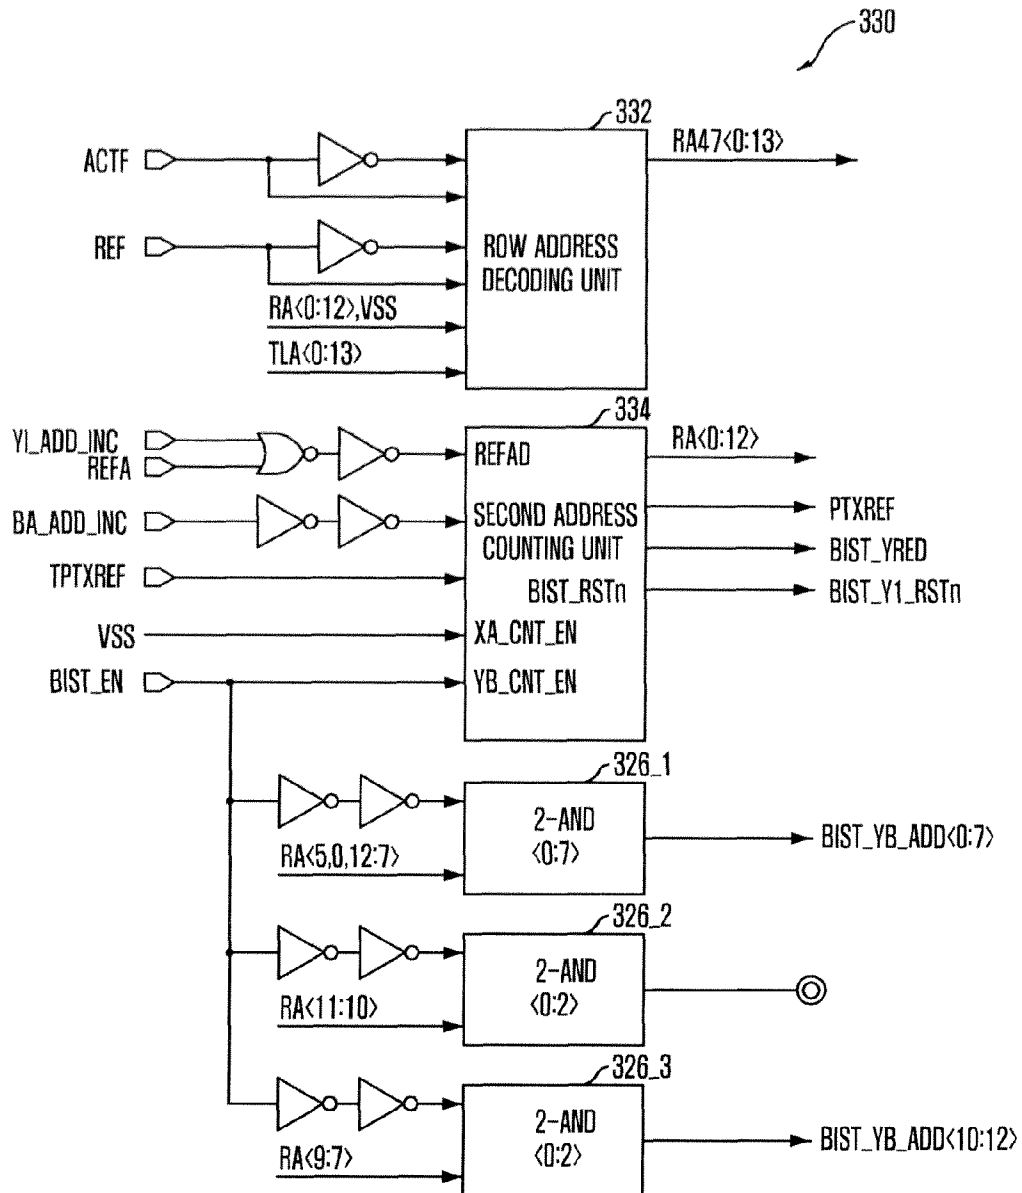 330
332
ACTF
RA47<0:13>
REF
ROW ADDRESS
DECODING UNIT
RA<0:12>,VSS
TLA<0:13>
334
YI_ADD_INC
REFA
REFAD
RA<0:12>
BA_ADD_INC
SECOND ADDRESS
COUNTING UNIT
PTXREF
BIST_YRED
TPTXREF
BIST_RSTn
BIST_Y1_RSTn
VSS
XA_CNT_EN
BIST_EN
YB_CNT_EN
326_1
2-AND
<0:7>
RA<5,0,12:7>
BIST_YB_ADD<0:7>
326_2
2-AND
<0:2>
RA<11:10>
326_3
2-AND
<0:2>
RA<9:7>
BIST_YB_ADD<10:12>